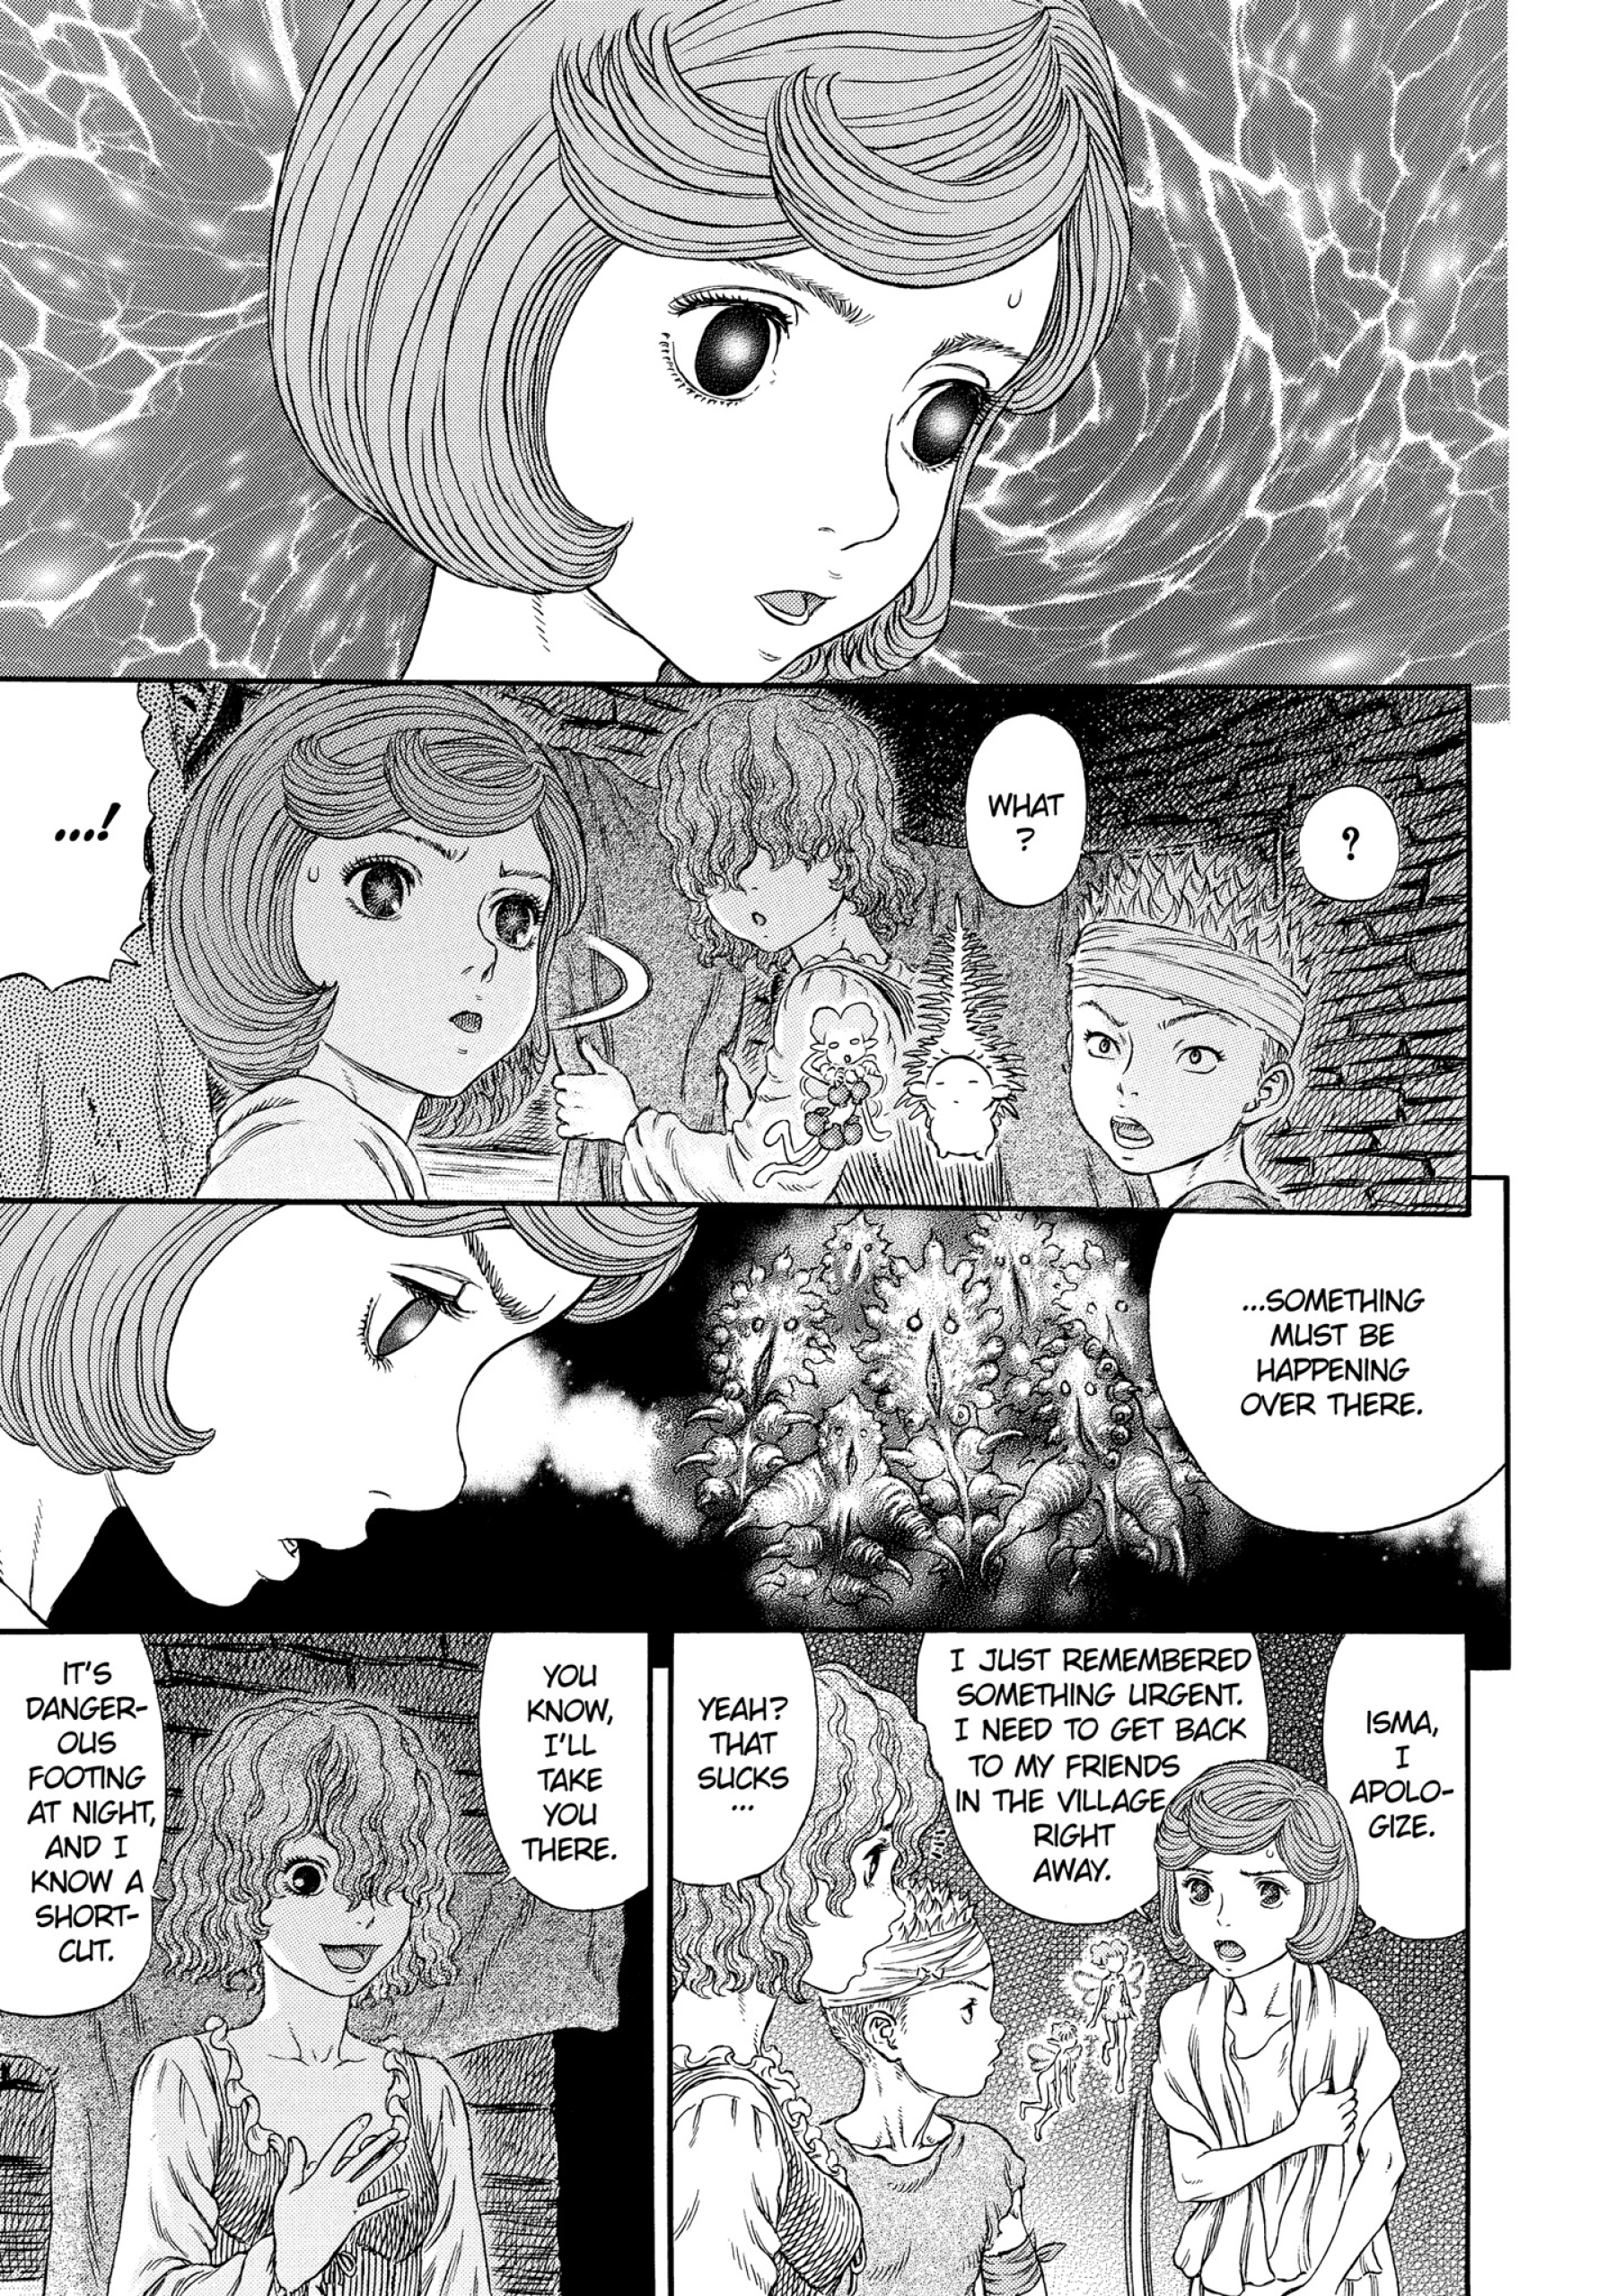 ?
WHAT
?
....!
...SOMETHING
MUST BE
HAPPENING
OVER THERE.
ISMA,
I
APOLO-
GIZE.
I JUST REMEMBERED
SOMETHING URGENT.
I NEED TO GET BACK
TO MY FRIENDS
IN THE VILLAGE
RIGHT
AWAY.
YEAH?
THAT
SUCKS
...
YOU
KNOW,
I'LL
TAKE
YOU
THERE.
IT'S
DANGER-
OUS
FOOTING
AT NIGHT,
AND I
KNOW A
SHORT-
CUT.